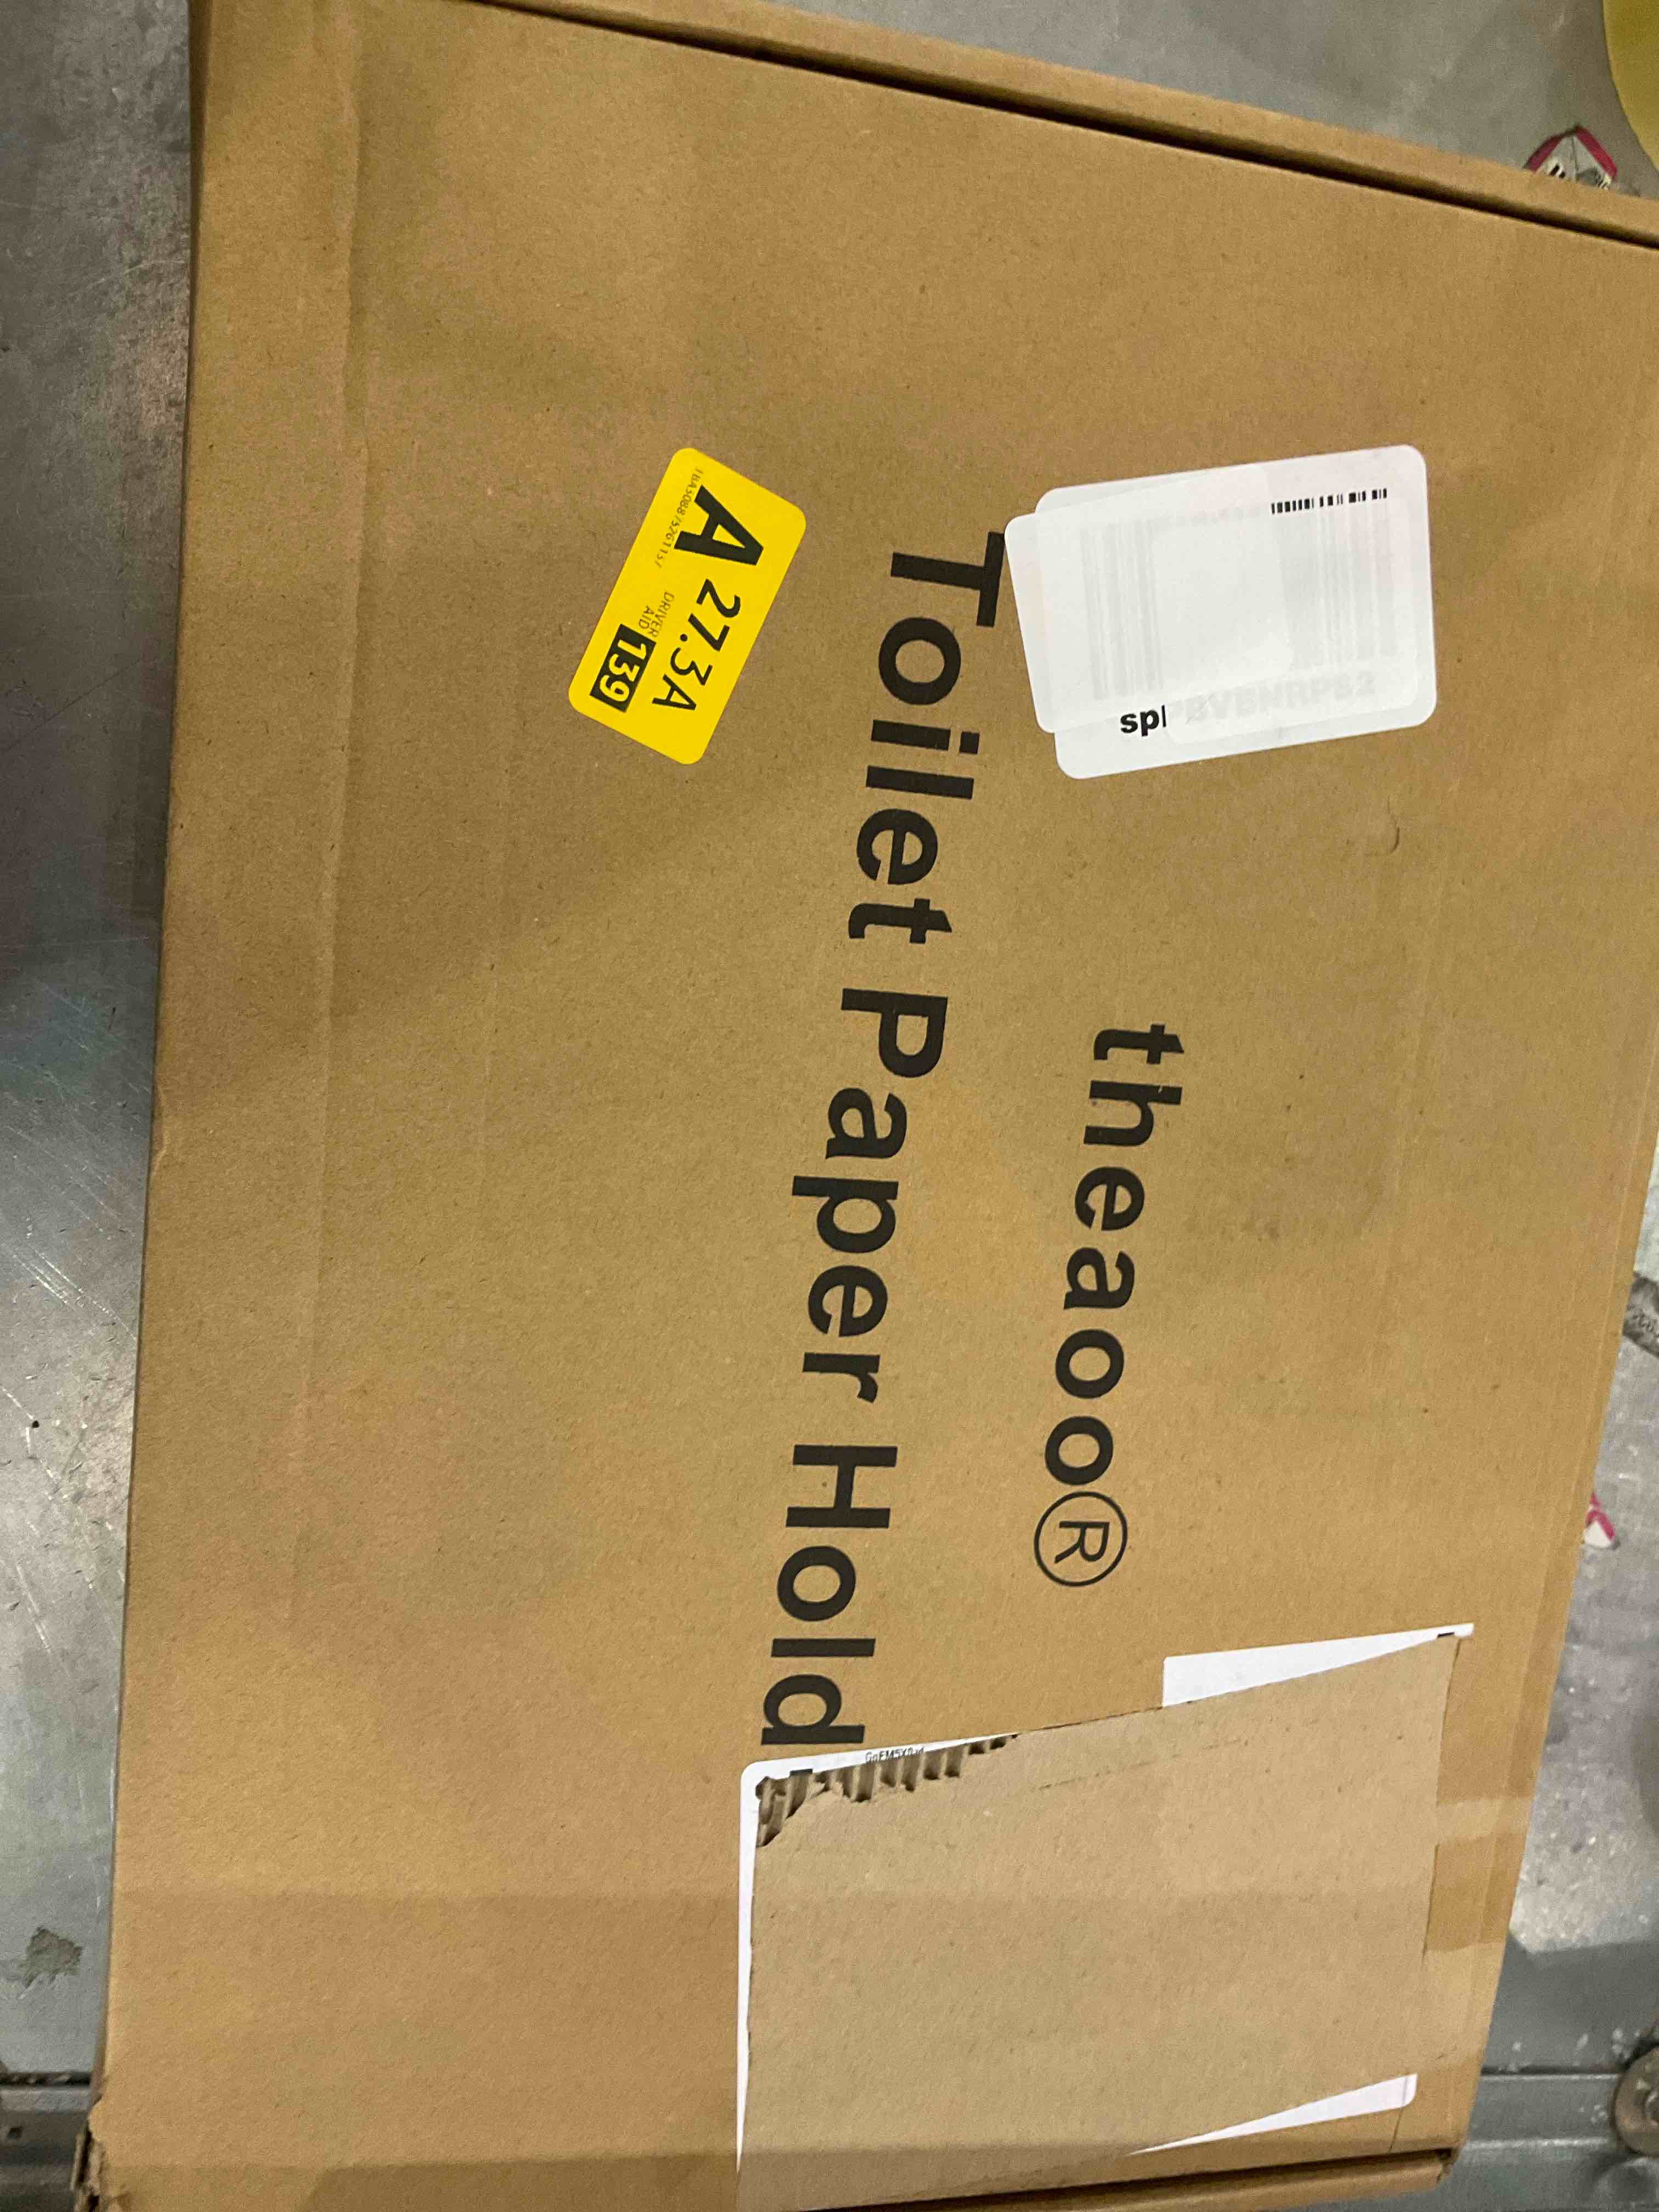 theaoo®
Toilet Paper Hold
A 27.3A
DRIVER
AID
139
spl